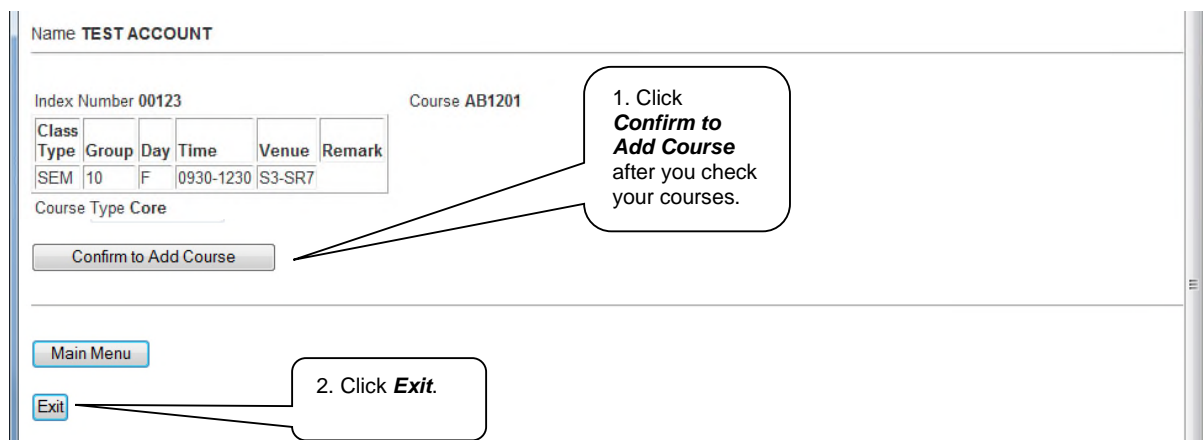 Name TEST ACCOUNT
Index Number 00123 Course AB1201
Class Type Group Day Time Venue Remark
SEM 10 F 0930-1230 S3-SR7
Course Type Core
Confirm to Add Course
1. Click
Confirm to
Add Course
after you check
your courses.
Main Menu
Exit
2. Click Exit.